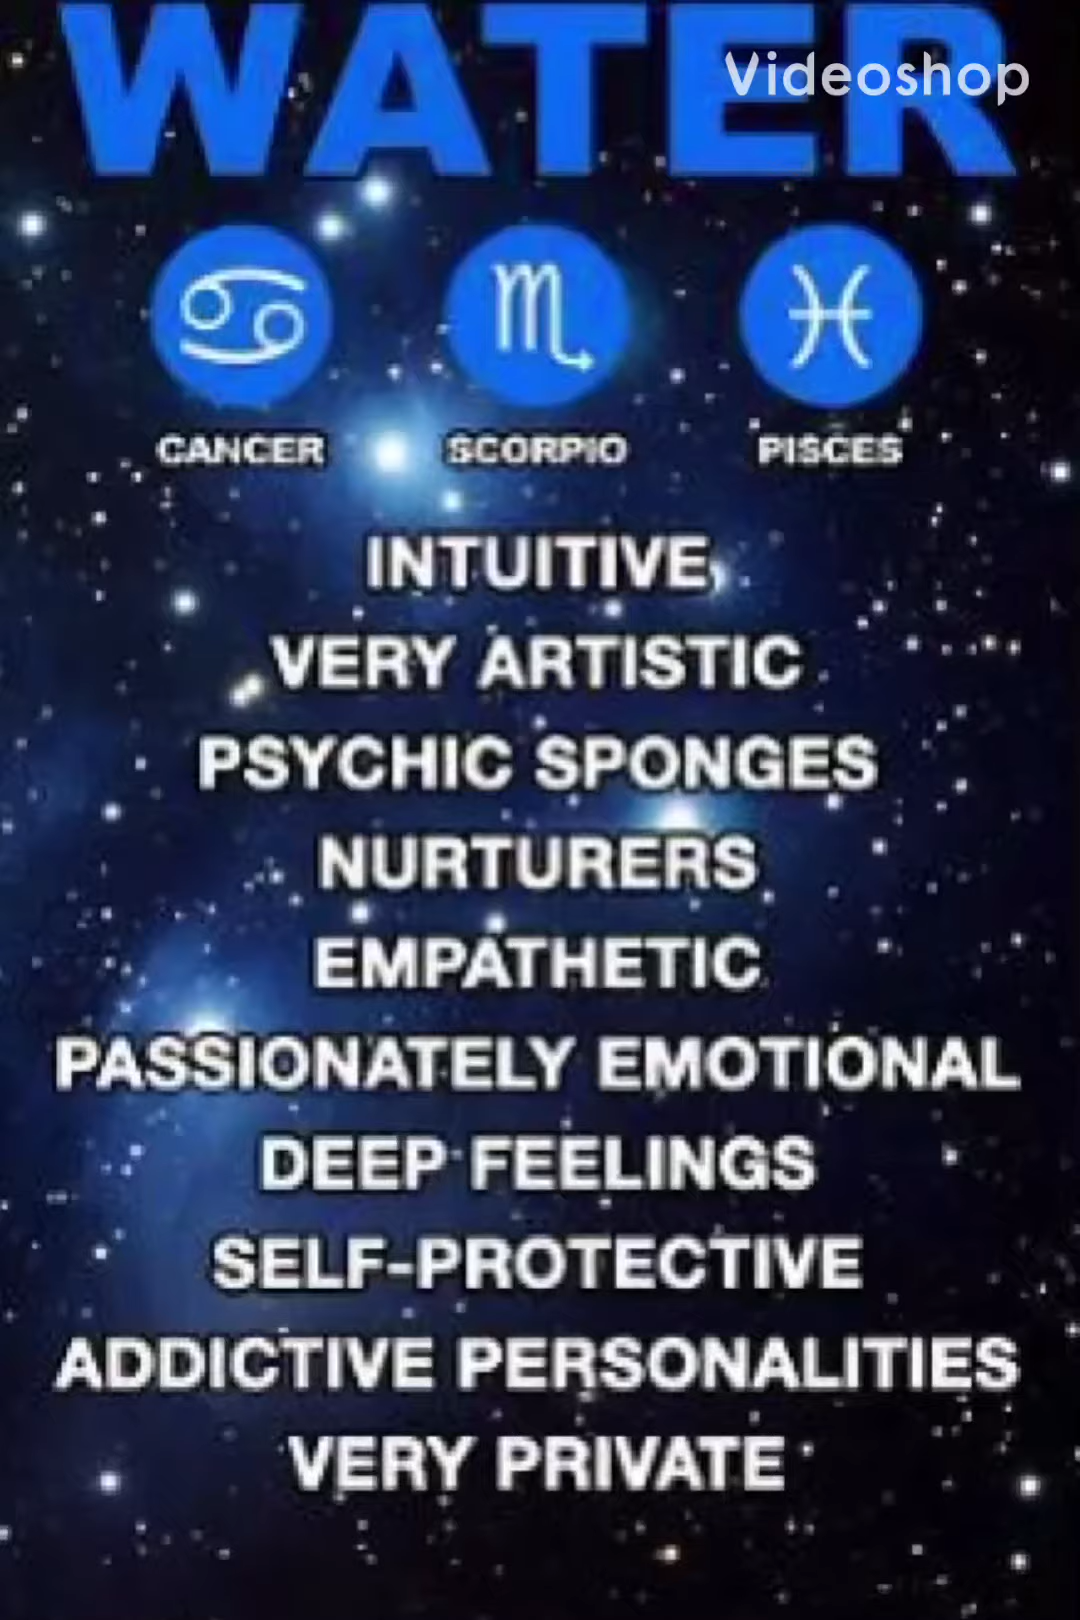 WATER
Videoshop
CANCER SCORPIO PISCES
INTUITIVE,
VERY ARTISTIC
PSYCHIC SPONGES
NURTURERS
EMPATHETIC
PASSIONATELY EMOTIONAL
DEEP FEELINGS
SELF-PROTECTIVE
ADDICTIVE PERSONALITIES
VERY PRIVATE